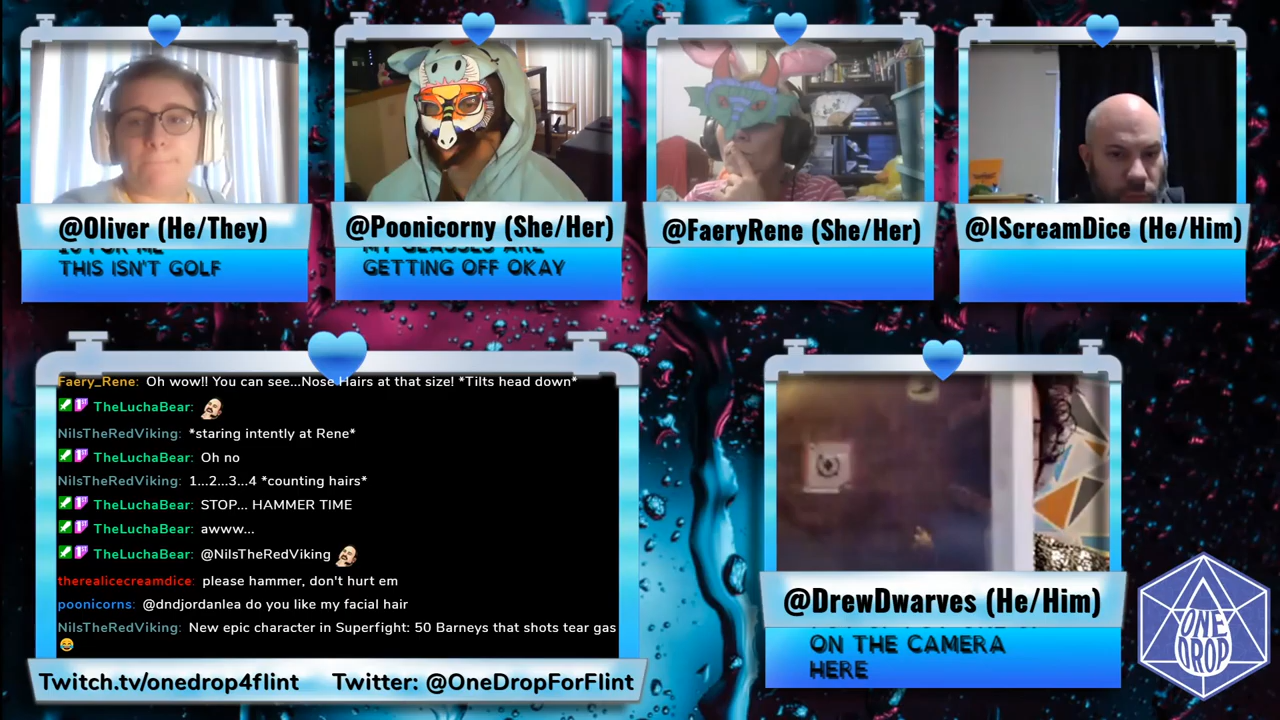 @Oliver (He/They)
THIS ISN'T GOLF
@Poonicorny (She/Her)
MY GLASSES ARE
GETTING OFF OKAY
@FaeryRene (She/Her)
@IScreamDice (He/Him)
Faery_Rene: Oh wow!! You can see...Nose Hairs at that size! *Tilts head down*
TheLuchaBear:
NilsTheRedViking: *staring intently at Rene*
TheLuchaBear: Oh no
NilsTheRedViking: 1...2...3...4 *counting hairs*
TheLuchaBear: STOP... HAMMER TIME
TheLuchaBear: awww...
TheLuchaBear: @NilsTheRedViking
therealicecreamdice: please hammer, don't hurt em
poonicorns: @dndjordanlea do you like my facial hair
NilsTheRedViking: New epic character in Superfight: 50 Barneys that shots tear gas
Twitch.tv/onedrop4flint Twitter: @OneDropForFlint
@DrewDwarves (He/Him)
ON THE CAMERA
HERE
ONE
DROP